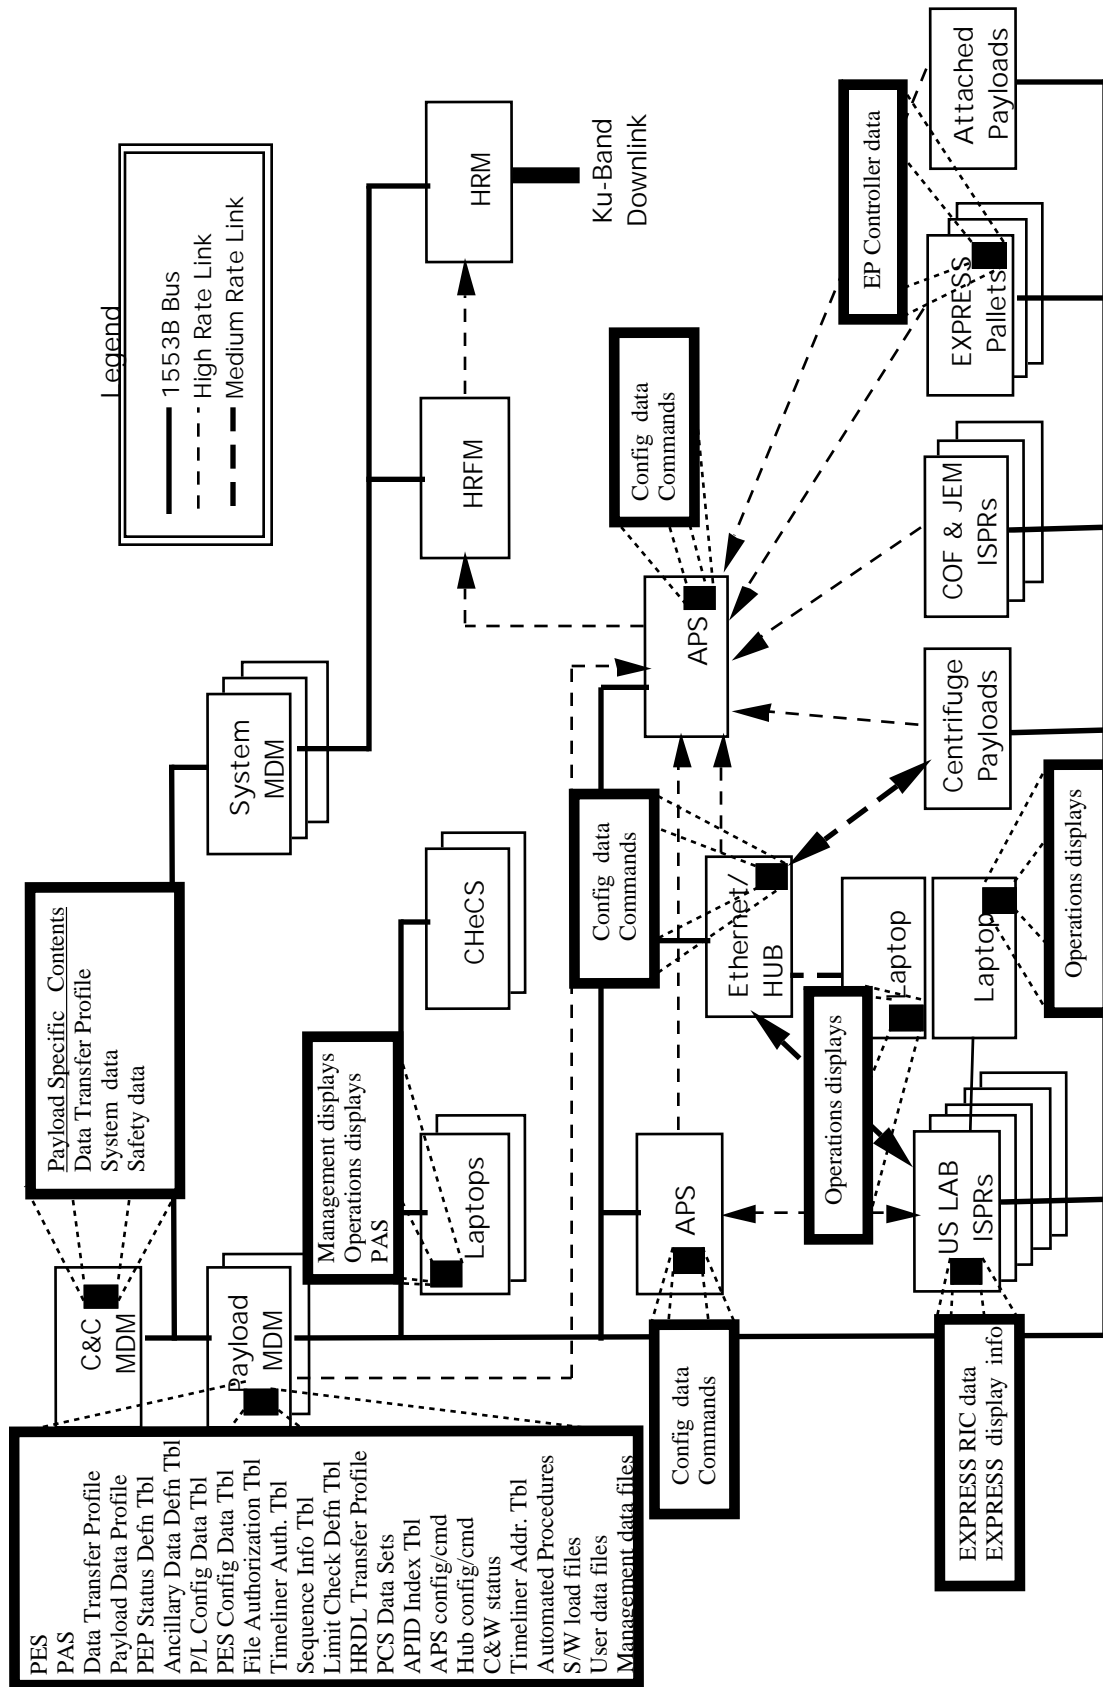 Legend
1553B Bus
High Rate Link
Medium Rate Link
Payload Specific Contents
Data Transfer Profile
System data
Safety data
C&C
MDM
System
MDM
HRM
Ku-Band
Downlink
HRFM
Payload
MDM
Management displays
Operations displays
PAS
Laptops
CHeCS
PES
PAS
Data Transfer Profile
Payload Data Profile
PEP Status Defn Tbl
Ancillary Data Defn Tbl
P/L Config Data Tbl
PES Config Data Tbl
File Authorization Tbl
Timeliner Auth. Tbl
Sequence Info Tbl
Limit Check Defn Tbl
HRDL Transfer Profile
PCS Data Sets
APID Index Tbl
APS config/cmd
Hub config/cmd
C&W status
Timeliner Addr. Tbl
Automated Procedures
S/W load files
User data files
Management data files
Config data
Commands
APS
Config data
Commands
Ethernet/
HUB
Config data
Commands
APS
EP Controller data
Operations displays
Laptop
Laptop
Operations displays
EXPRESS RIC data
EXPRESS display info
US LAB
ISPRs
Centrifuge
Payloads
COF & JEM
ISPRs
EXPRESS
Pallets
Attached
Payloads